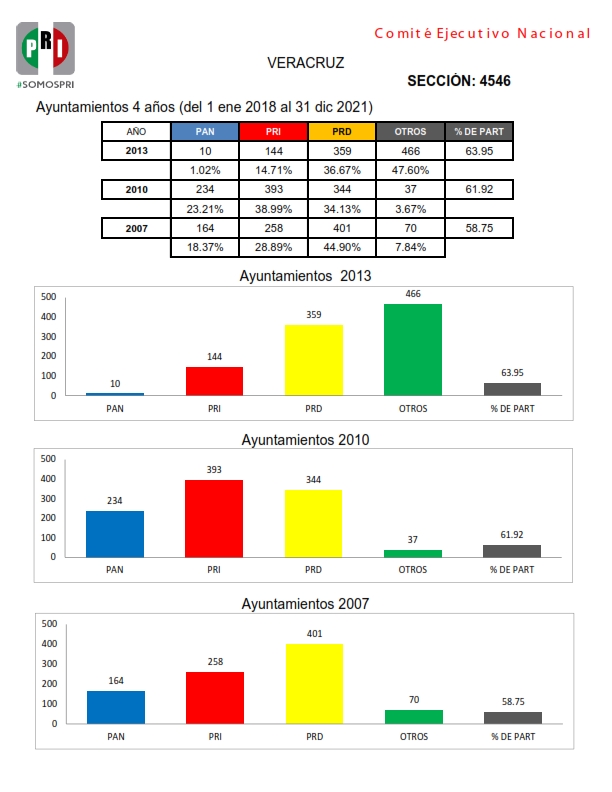 Comité Ejecutivo Nacional
PRI
#SOMOSPRI
VERACRUZ
SECCIÓN: 4546
Ayuntamientos 4 años (del 1 ene 2018 al 31 dic 2021)
AÑO PAN PRI PRD OTROS % DE PART
2013 10 144 359 466 63.95
1.02% 14.71% 36.67% 47.60%
2010 234 393 344 37 61.92
23.21% 38.99% 34.13% 3.67%
2007 164 258 401 70 58.75
18.37% 28.89% 44.90% 7.84%
Ayuntamientos 2013
500
400
300
200
100
0
10 144 359 466 63.95
PAN PRI PRD OTROS % DE PART
Ayuntamientos 2010
500
400
300
200
100
0
234 393 344 37 61.92
PAN PRI PRD OTROS % DE PART
Ayuntamientos 2007
500
400
300
200
100
0
164 258 401 70 58.75
PAN PRI PRD OTROS % DE PART